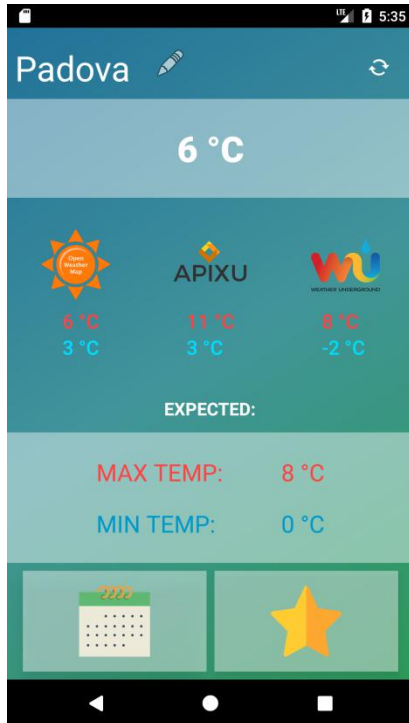 LTE 5:35
Padova
6 °C
Open
Weather
Map
APIXU
WU
WEATHER UNDERGROUND
6 °C 11 °C 8 °C
3 °C 3 °C -2 °C
EXPECTED:
MAX TEMP: 8 °C
MIN TEMP: 0 °C